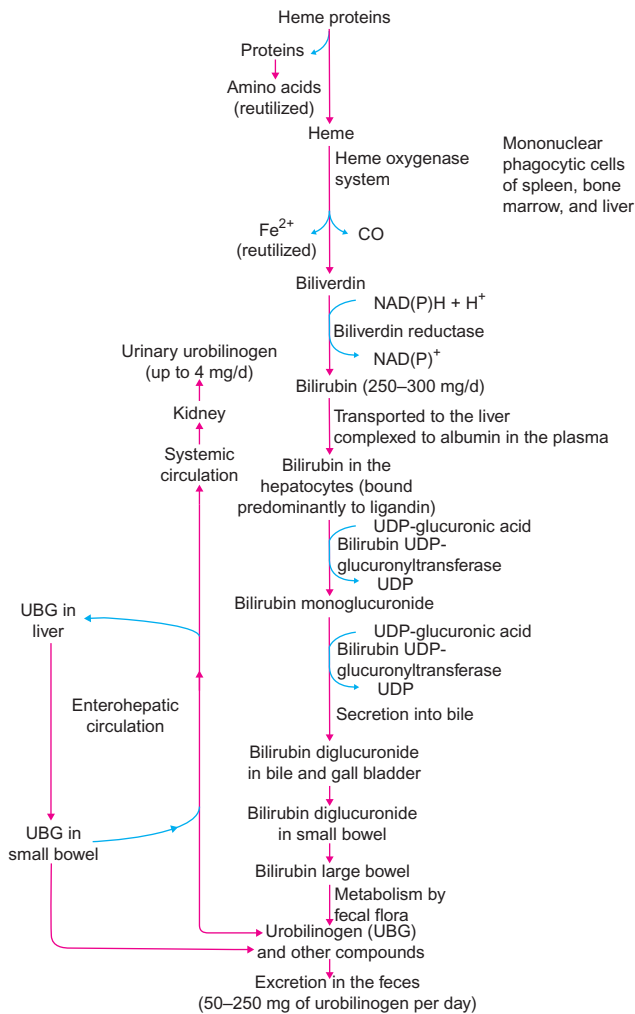 Heme proteins
Proteins
Amino acids
(reutilized)
Heme
Heme oxygenase
system
Mononuclear
phagocytic cells
of spleen, bone
marrow, and liver
Fe²⁺
(reutilized)
CO
Biliverdin
NAD(P)H + H⁺
Biliverdin reductase
NAD(P)⁺
Urinary urobilinogen
(up to 4 mg/d)
Bilirubin (250–300 mg/d)
Kidney
Transported to the liver
complexed to albumin in the plasma
Systemic
circulation
Bilirubin in the
hepatocytes (bound
predominantly to ligandin)
UDP-glucuronic acid
Bilirubin UDP-
glucuronyltransferase
UDP
Bilirubin monoglucuronide
UBG in
liver
UDP-glucuronic acid
Bilirubin UDP-
glucuronyltransferase
UDP
Enterohepatic
circulation
Secretion into bile
Bilirubin diglucuronide
in bile and gall bladder
Bilirubin diglucuronide
in small bowel
UBG in
small bowel
Bilirubin large bowel
Metabolism by
fecal flora
Urobilinogen (UBG)
and other compounds
Excretion in the feces
(50–250 mg of urobilinogen per day)